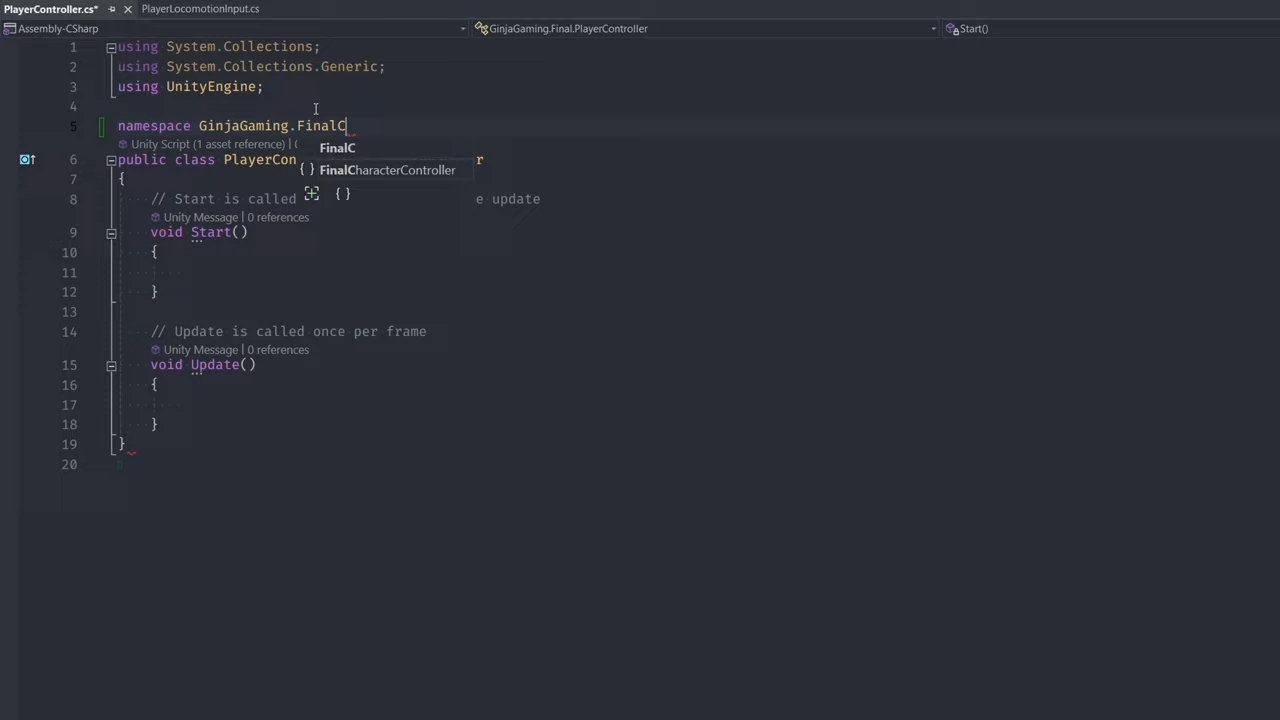 PlayerController.cs* PlayerLocomotionInput.cs
Assembly-CSharp GinjaGaming.Final.PlayerController Start()
1 using System.Collections;
2 using System.Collections.Generic;
3 using UnityEngine;
4
5 namespace GinjaGaming.FinalC
Unity Script (1 asset reference) |
FinalC
6 public class PlayerCon
{ } FinalCharacterController
7 {
{ }
8 // Start is called e update
Unity Message | 0 references
9 void Start()
10 {
11
12 }
13
14 // Update is called once per frame
Unity Message | 0 references
15 void Update()
16 {
17
18 }
19 }
20